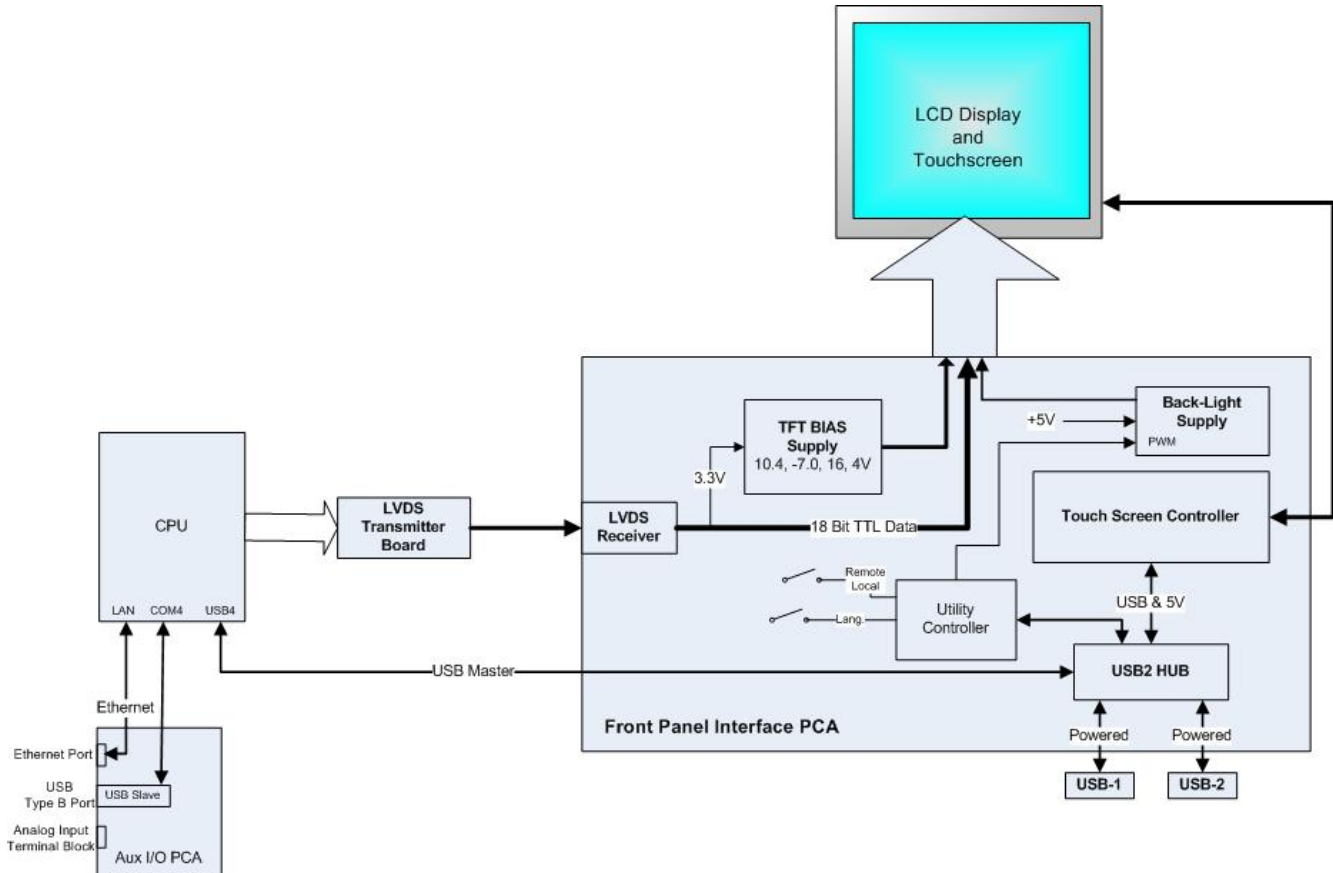 LCD Display
and
Touchscreen
TFT BIAS
Supply
10.4, -7.0, 16, 4V
+5V
Back-Light
Supply
PWM
3.3V
CPU
LAN COM4 USB4
LVDS
Transmitter
Board
LVDS
Receiver
18 Bit TTL Data
Touch Screen Controller
Remote
Local
Lang.
Utility
Controller
USB & 5V
USB Master
USB2 HUB
Front Panel Interface PCA
Powered
Powered
USB-1
USB-2
Ethernet
Ethernet Port
USB
Type B Port
USB Slave
Analog Input
Terminal Block
Aux I/O PCA